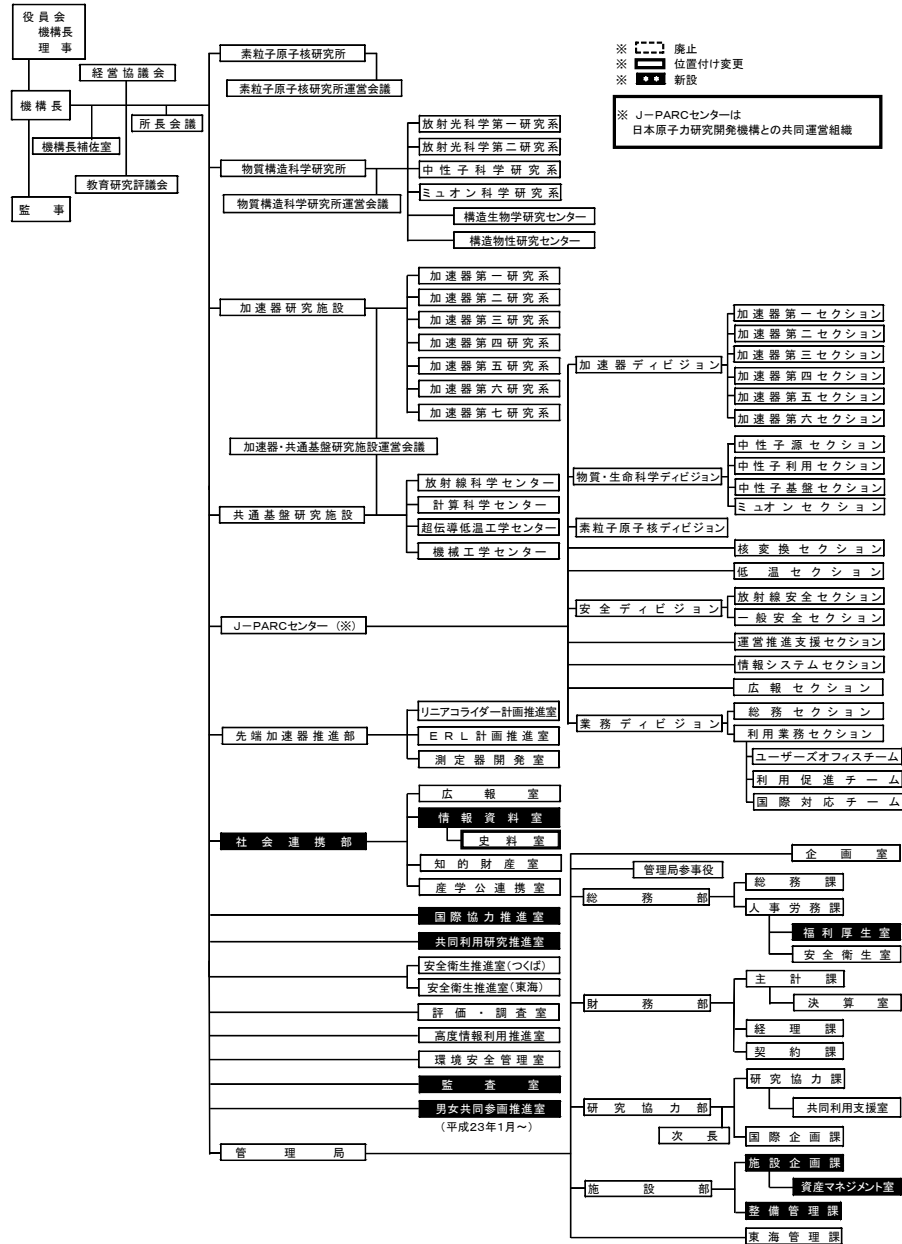 役員会
機構長
理事
経営協議会
機構長
所長会議
機構長補佐室
教育研究評議会
監事
※ 廃止
※ 位置付け変更
※ 新設
※ J－PARCセンターは
日本原子力研究開発機構との共同運営組織
素粒子原子核研究所
素粒子原子核研究所運営会議
物質構造科学研究所
物質構造科学研究所運営会議
放射光科学第一研究系
放射光科学第二研究系
中性子科学研究系
ミュオン科学研究系
構造生物学研究センター
構造物性研究センター
加速器研究施設
加速器第一研究系
加速器第二研究系
加速器第三研究系
加速器第四研究系
加速器第五研究系
加速器第六研究系
加速器第七研究系
加速器・共通基盤研究施設運営会議
共通基盤研究施設
放射線科学センター
計算科学センター
超伝導低温工学センター
機械工学センター
J－PARCセンター（※）
加速器ディビジョン
加速器第一セクション
加速器第二セクション
加速器第三セクション
加速器第四セクション
加速器第五セクション
加速器第六セクション
物質・生命科学ディビジョン
中性子源セクション
中性子利用セクション
中性子基盤セクション
ミュオンセクション
素粒子原子核ディビジョン
核変換セクション
低温セクション
安全ディビジョン
放射線安全セクション
一般安全セクション
運営推進支援セクション
情報システムセクション
広報セクション
業務ディビジョン
総務セクション
利用業務セクション
ユーザーズオフィスチーム
利用促進チーム
国際対応チーム
先端加速器推進部
リニアコライダー計画推進室
ERL計画推進室
測定器開発室
社会連携部
広報室
情報資料室
史料室
知的財産室
産学公連携室
国際協力推進室
共同利用研究推進室
安全衛生推進室（つくば）
安全衛生推進室（東海）
評価・調査室
高度情報利用推進室
環境安全管理室
監査室
男女共同参画推進室
（平成23年1月～）
管理局
企画室
管理局参事役
総務部
総務課
人事労務課
福利厚生室
安全衛生室
財務部
主計課
決算室
経理課
契約課
研究協力部
次長
研究協力課
共同利用支援室
国際企画課
施設部
施設企画課
資産マネジメント室
整備管理課
東海管理課